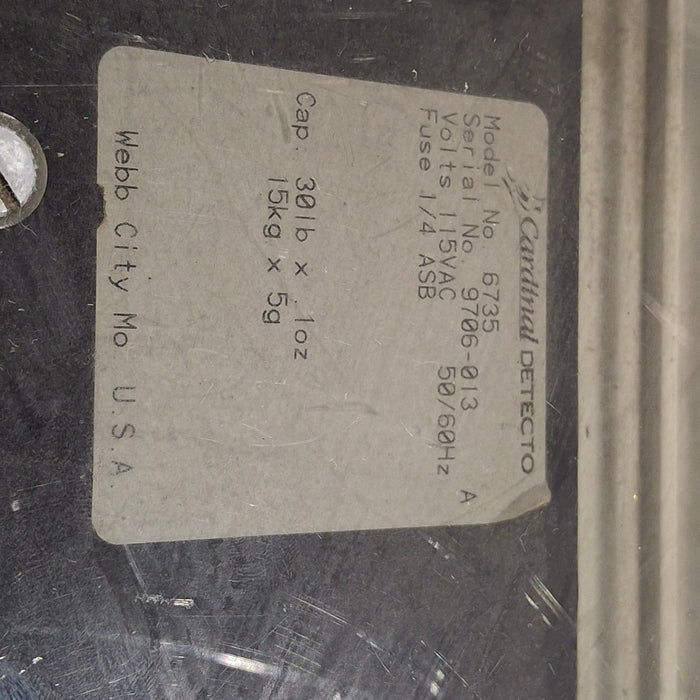 Cardinal DETECTO
Model No. 6735
Serial No. 9706-013 A
Volts 115VAC 50/60Hz
Fuse 1/4 ASB
Cap: 30lb x .1oz
15kg x 5g
Webb City Mo U.S.A.